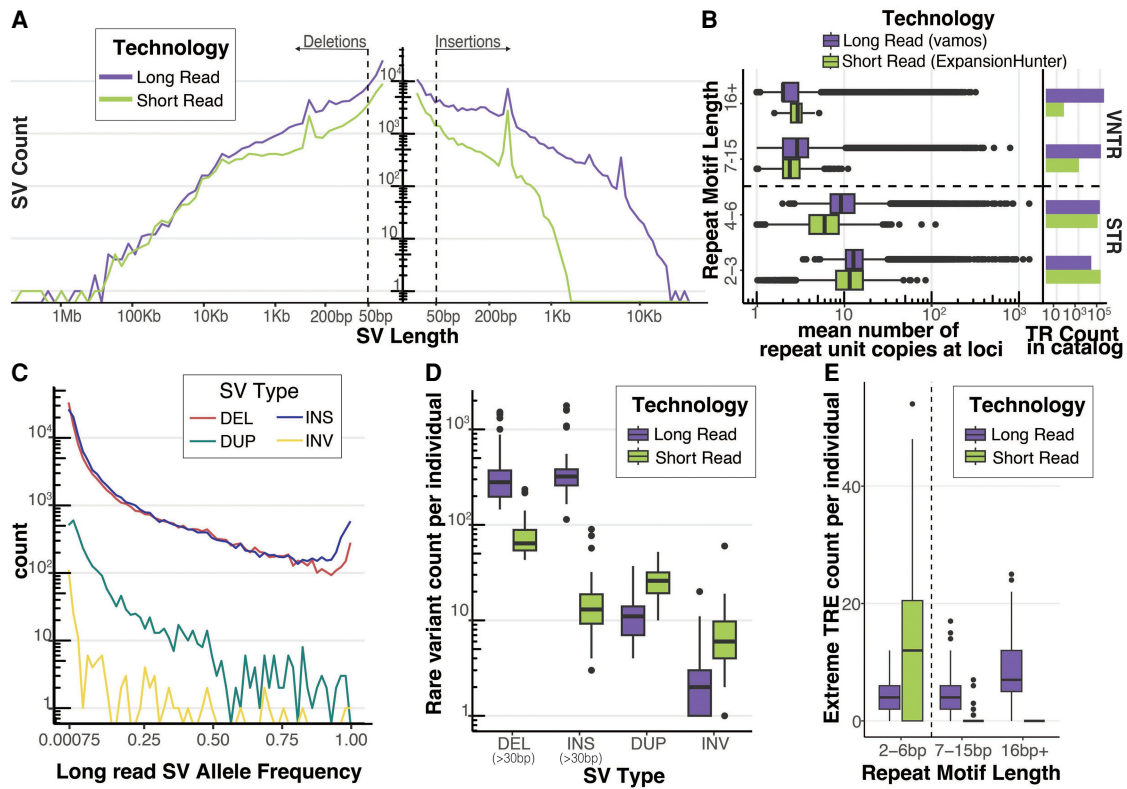 A
Technology
Long Read
Short Read
Deletions
Insertions
SV Count
10⁴
10³
10²
10
1
1Mb
100Kb
10Kb
1Kb
200bp
50bp
50bp
200bp
1Kb
10Kb
SV Length
B
Technology
Long Read (vamos)
Short Read (ExpansionHunter)
Repeat Motif Length
16+
7-15
4-6
2-3
VNTR
STR
1
10
10²
10³
10
10³
10⁵
mean number of
repeat unit copies at loci
TR Count
in catalog
C
SV Type
DEL
INS
DUP
INV
count
10⁴
10³
10²
10
1
0.00075
0.25
0.50
0.75
1.00
Long read SV Allele Frequency
D
Technology
Long Read
Short Read
Rare variant count per individual
10³
10²
10
1
DEL
(>30bp)
INS
(>30bp)
DUP
INV
SV Type
E
Technology
Long Read
Short Read
Extreme TRE count per individual
40
20
0
2–6bp
7–15bp
16bp+
Repeat Motif Length